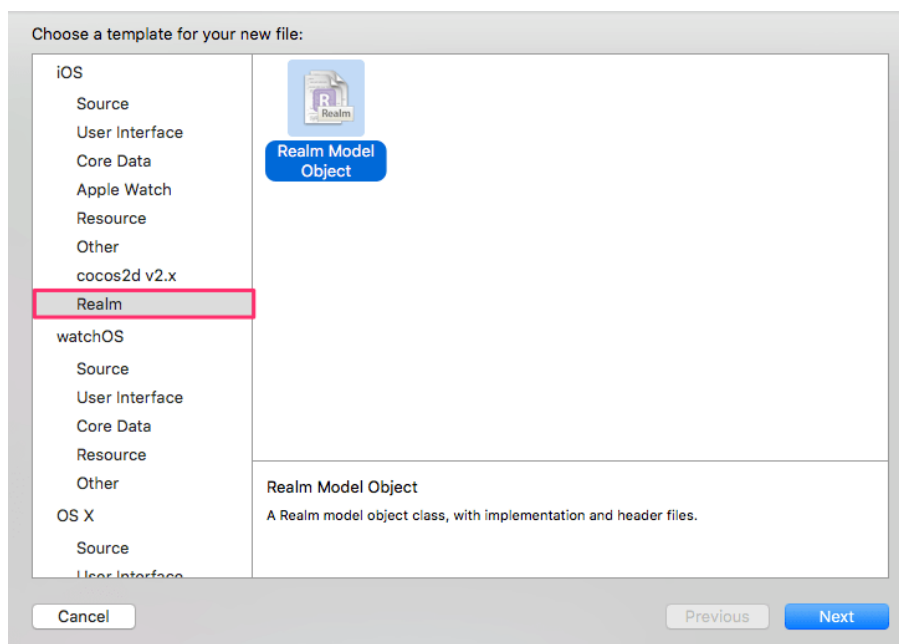 Choose a template for your new file:
iOS
Source
User Interface
Core Data
Apple Watch
Resource
Other
cocos2d v2.x
Realm
watchOS
Source
User Interface
Core Data
Resource
Other
OS X
Source
User Interface
R
Realm
Realm Model
Object
Realm Model Object
A Realm model object class, with implementation and header files.
Cancel
Previous
Next